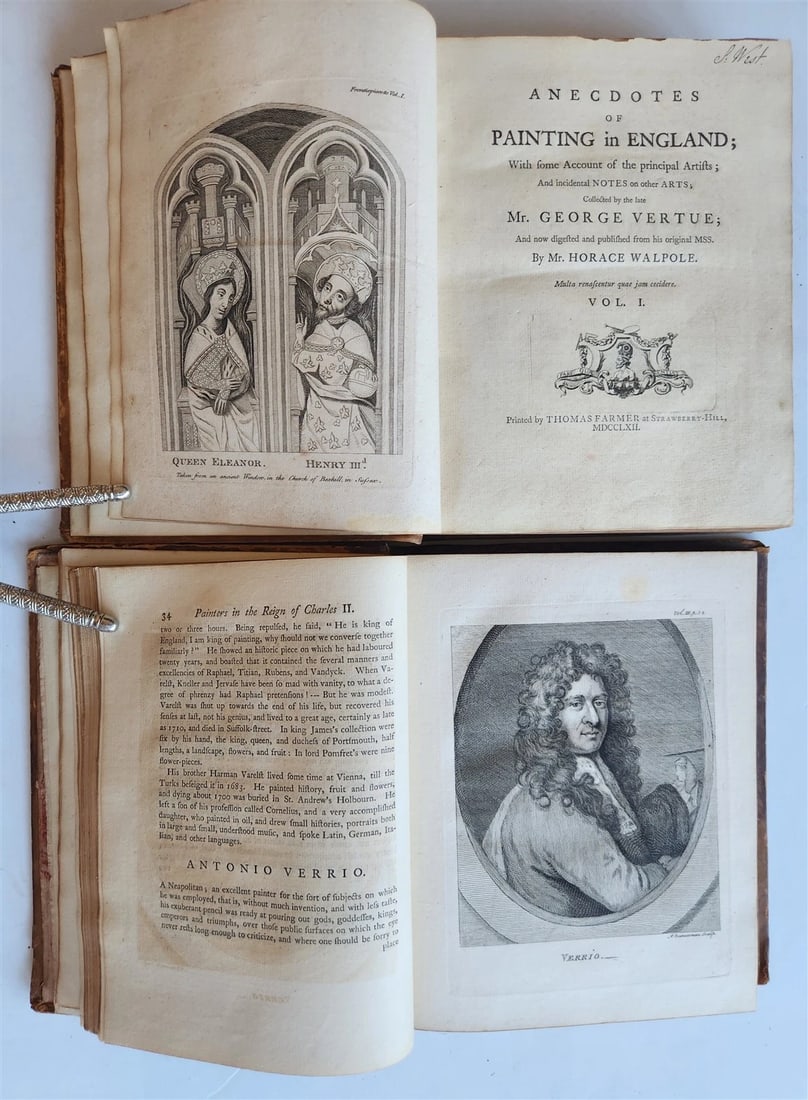 Frontispiece Vol. I.
QUEEN ELEANOR. HENRY III.d
Taken from an ancient Window, in the Church of Bexhill, in Suſsex.
S. West.
ANECDOTES
OF
PAINTING in ENGLAND;
With ſome Account of the principal Artiſts;
And incidental NOTES on other ARTS;
Collected by the late
Mr. GEORGE VERTUE;
And now digeſted and publiſhed from his original MSS.
By Mr. HORACE WALPOLE.
Multa renaſcentur quae jam cecidere.
VOL. I.
Printed by THOMAS FARMER at STRAWBERRY-HILL,
MDCCLXII.
34 Painters in the Reign of Charles II.
two or three hours. Being repulſed, he ſaid, "He is king of
England, I am king of painting, why ſhould not we converſe together
familiarly?" He ſhowed an hiſtoric piece on which he had laboured
twenty years, and boaſted that it contained the ſeveral manners and
excellencies of Raphael, Titian, Rubens, and Vandyck. When Va-
relſt, Kneller and Jervaſe have been ſo mad with vanity, to what a de-
gree of phrenzy had Raphael pretenſions!--- But he was modeſt.
Varelſt was ſhut up towards the end of his life, but recovered his
ſenſes at laſt, not his genius, and lived to a great age, certainly as late
as 1710, and died in Suffolk-ſtreet. In king James's collection were
ſix by his hand, the king, queen, and ducheſs of Portſmouth, half
lengths, a landſcape, flowers, and fruit: In lord Pomfret's were nine
flower-pieces.
His brother Harman Varelſt lived ſome time at Vienna, till the
Turks beſeiged it in 1683. He painted hiſtory, fruit and flowers,
and dying about 1700 was buried in St. Andrew's Holbourn. He
left a ſon of his profeſſion called Cornelius, and a very accompliſhed
daughter, who painted in oil, and drew ſmall hiſtories, portraits both
in large and ſmall, underſtood muſic, and ſpoke Latin, German, Ita-
lian, and other languages.
ANTONIO VERRIO.
A Neapolitan; an excellent painter for the ſort of ſubjects on which
he was employed, that is, without much invention, and with leſs taſte,
his exuberant pencil was ready at pouring out gods, goddeſſes, kings,
emperors and triumphs, over thoſe public ſurfaces on which the eye
never reſts long enough to criticize, and where one ſhould be ſorry to
place
A Bannerman Sculp.
VERRIO.